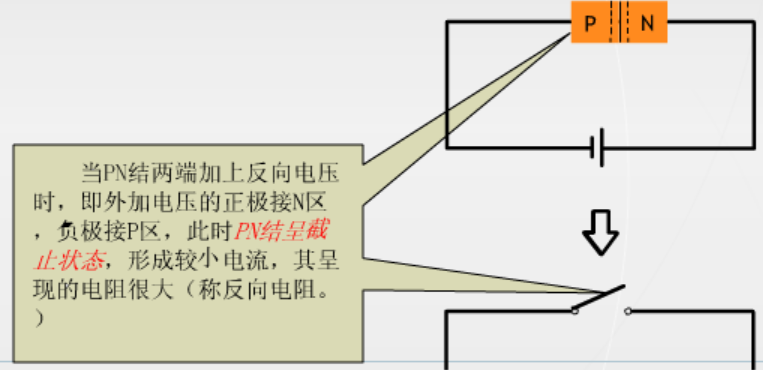 P N
当PN结两端加上反向电压
时，即外加电压的正极接N区
，负极接P区，此时PN结呈截
止状态，形成较小电流，其呈
现的电阻很大（称反向电阻。
）